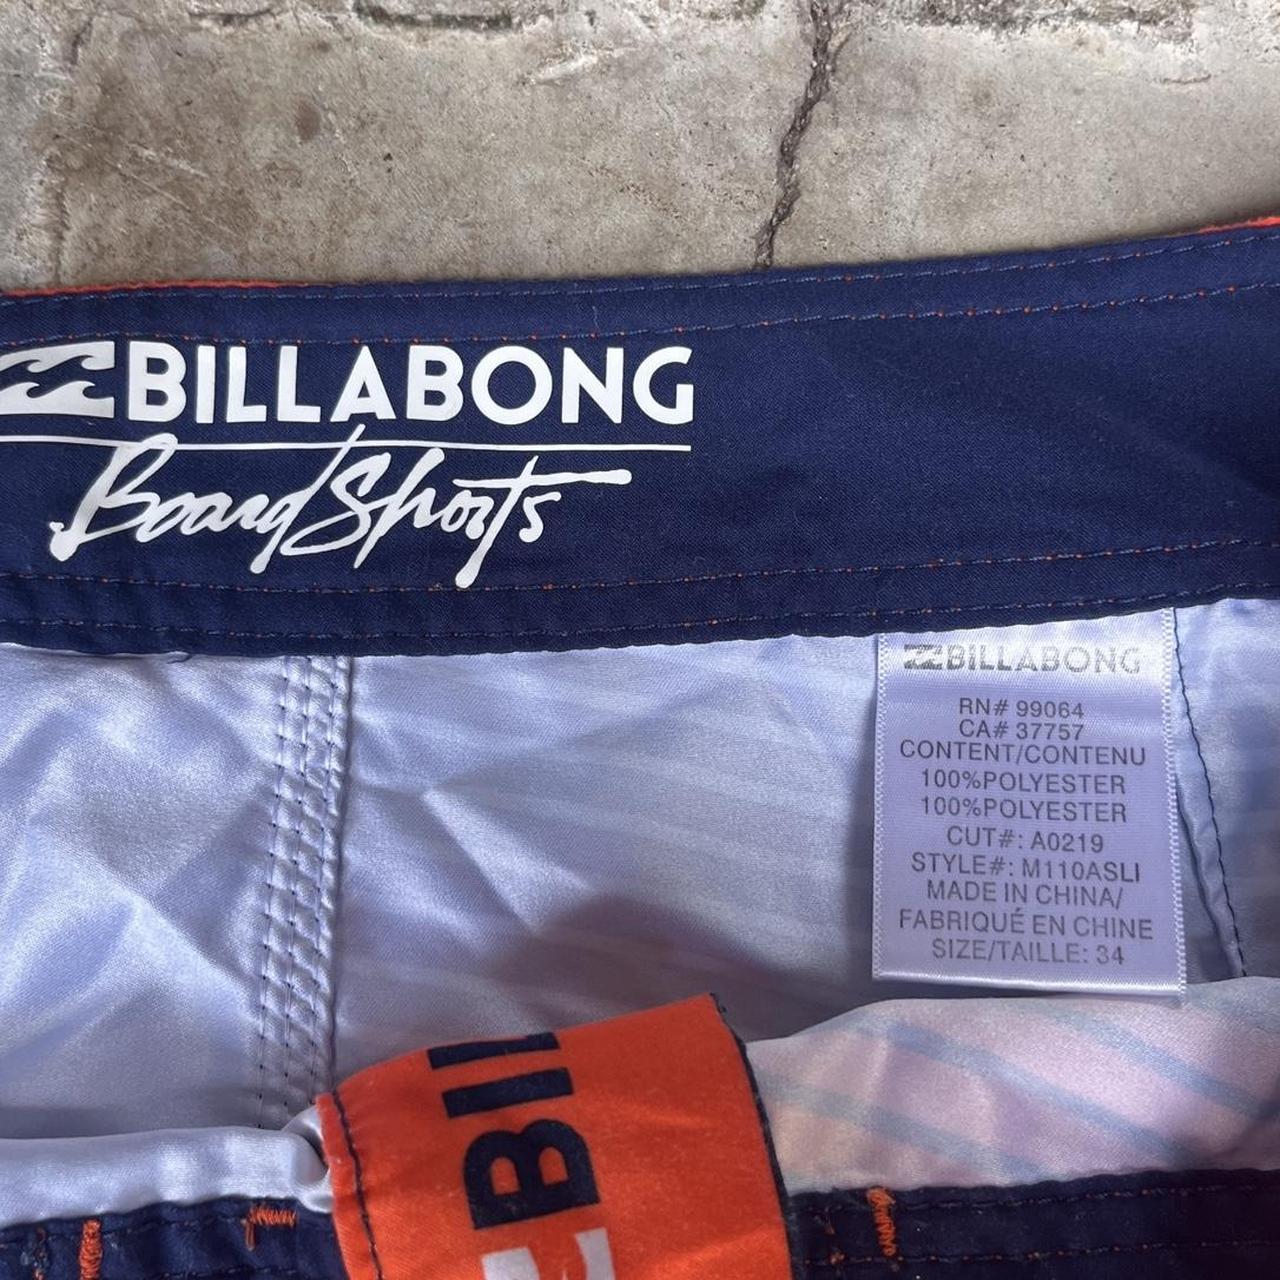 BILLABONG
BoardShorts
BILLABONG
RN# 99064
CA# 37757
CONTENT/CONTENU
100%POLYESTER
100%POLYESTER
CUT#: A0219
STYLE#: M110ASLI
MADE IN CHINA/
FABRIQUÉ EN CHINE
SIZE/TAILLE: 34
BIL